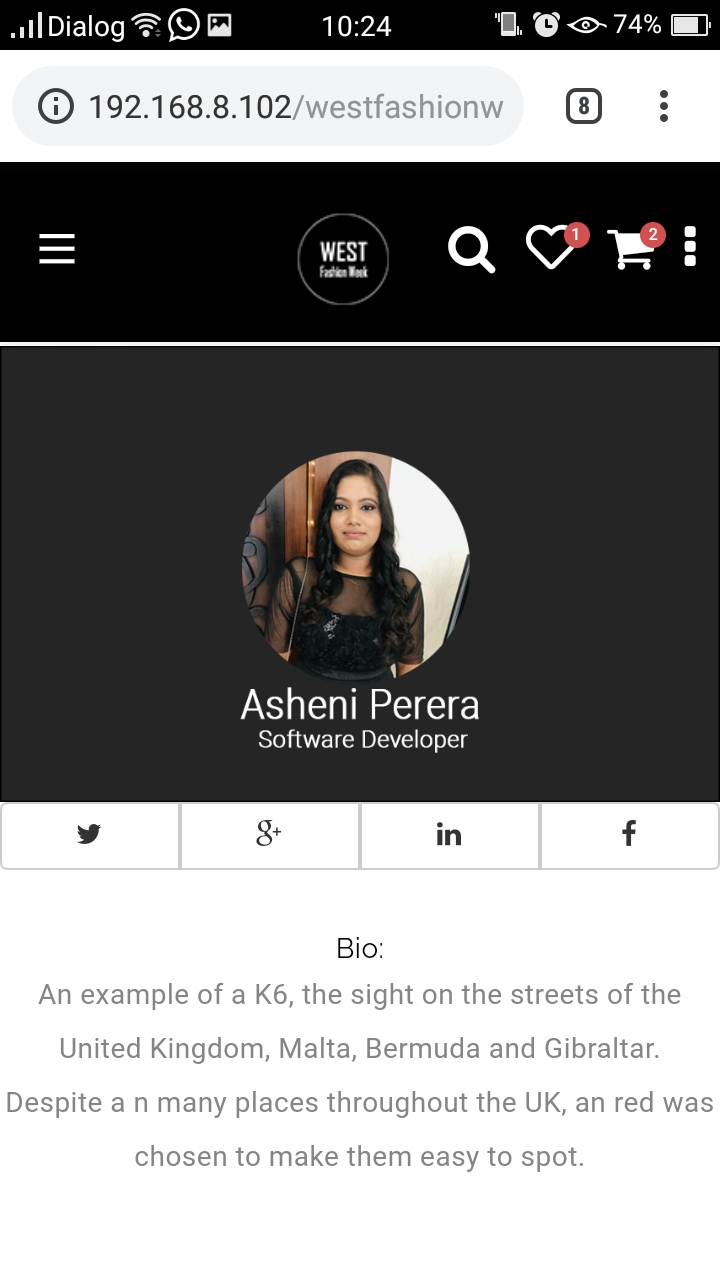 Dialog 10:24 74%
192.168.8.102/westfashionw 8
WEST
Fashion Week
1 2
Asheni Perera
Software Developer
g+ in f
Bio:
An example of a K6, the sight on the streets of the
United Kingdom, Malta, Bermuda and Gibraltar.
Despite a n many places throughout the UK, an red was
chosen to make them easy to spot.